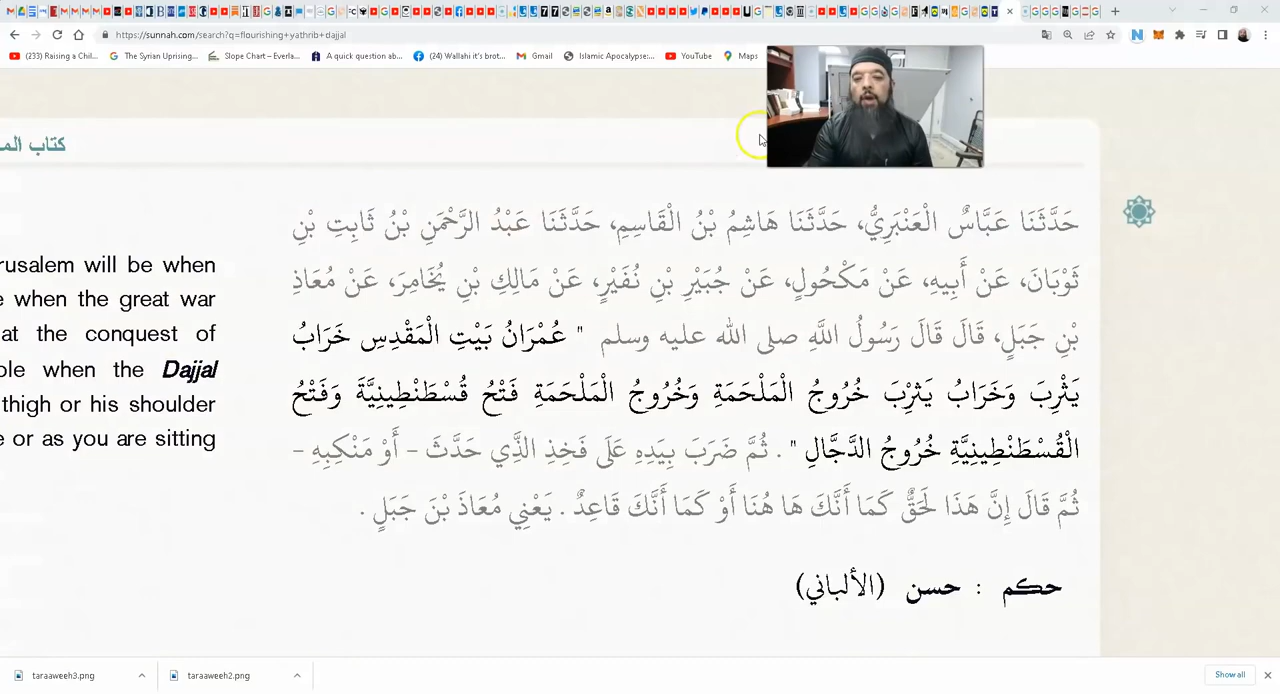 https://sunnah.com/search?q=flourishing+yathrib+dajjal
(233) Raising a Chil...
The Syrian Uprising,...
Slope Chart – Everla...
A quick question ab...
(24) Wallahi it's brot...
Gmail
Islamic Apocalypse:...
YouTube
Maps
كتاب الم
حَدَّثَنَا عَبَّاسٌ الْعَنْبَرِيُّ، حَدَّثَنَا هَاشِمُ بْنُ الْقَاسِمِ، حَدَّثَنَا عَبْدُ الرَّحْمَنِ بْنُ ثَابِتِ بْنِ
ثَوْبَانَ، عَنْ أَبِيهِ، عَنْ مَكْحُولٍ، عَنْ جُبَيْرِ بْنِ نُفَيْرٍ، عَنْ مَالِكِ بْنِ يُخَامِرَ، عَنْ مُعَاذِ
بْنِ جَبَلٍ، قَالَ قَالَ رَسُولُ اللَّهِ صلى الله عليه وسلم " عُمْرَانُ بَيْتِ الْمَقْدِسِ خَرَابُ
يَثْرِبَ وَخَرَابُ يَثْرِبَ خُرُوجُ الْمَلْحَمَةِ وَخُرُوجُ الْمَلْحَمَةِ فَتْحُ قُسْطَنْطِينِيَّةَ وَفَتْحُ
الْقُسْطَنْطِينِيَّةِ خُرُوجُ الدَّجَّالِ " . ثُمَّ ضَرَبَ بِيَدِهِ عَلَى فَخِذِ الَّذِي حَدَّثَ - أَوْ مَنْكِبِهِ -
ثُمَّ قَالَ إِنَّ هَذَا لَحَقٌّ كَمَا أَنَّكَ هَا هُنَا أَوْ كَمَا أَنَّكَ قَاعِدٌ . يَعْنِي مُعَاذَ بْنَ جَبَلٍ .
حكم : حسن (الألباني)
rusalem will be when
e when the great war
at the conquest of
ple when the Dajjal
thigh or his shoulder
e or as you are sitting
taraaweeh3.png
taraaweeh2.png
Show all